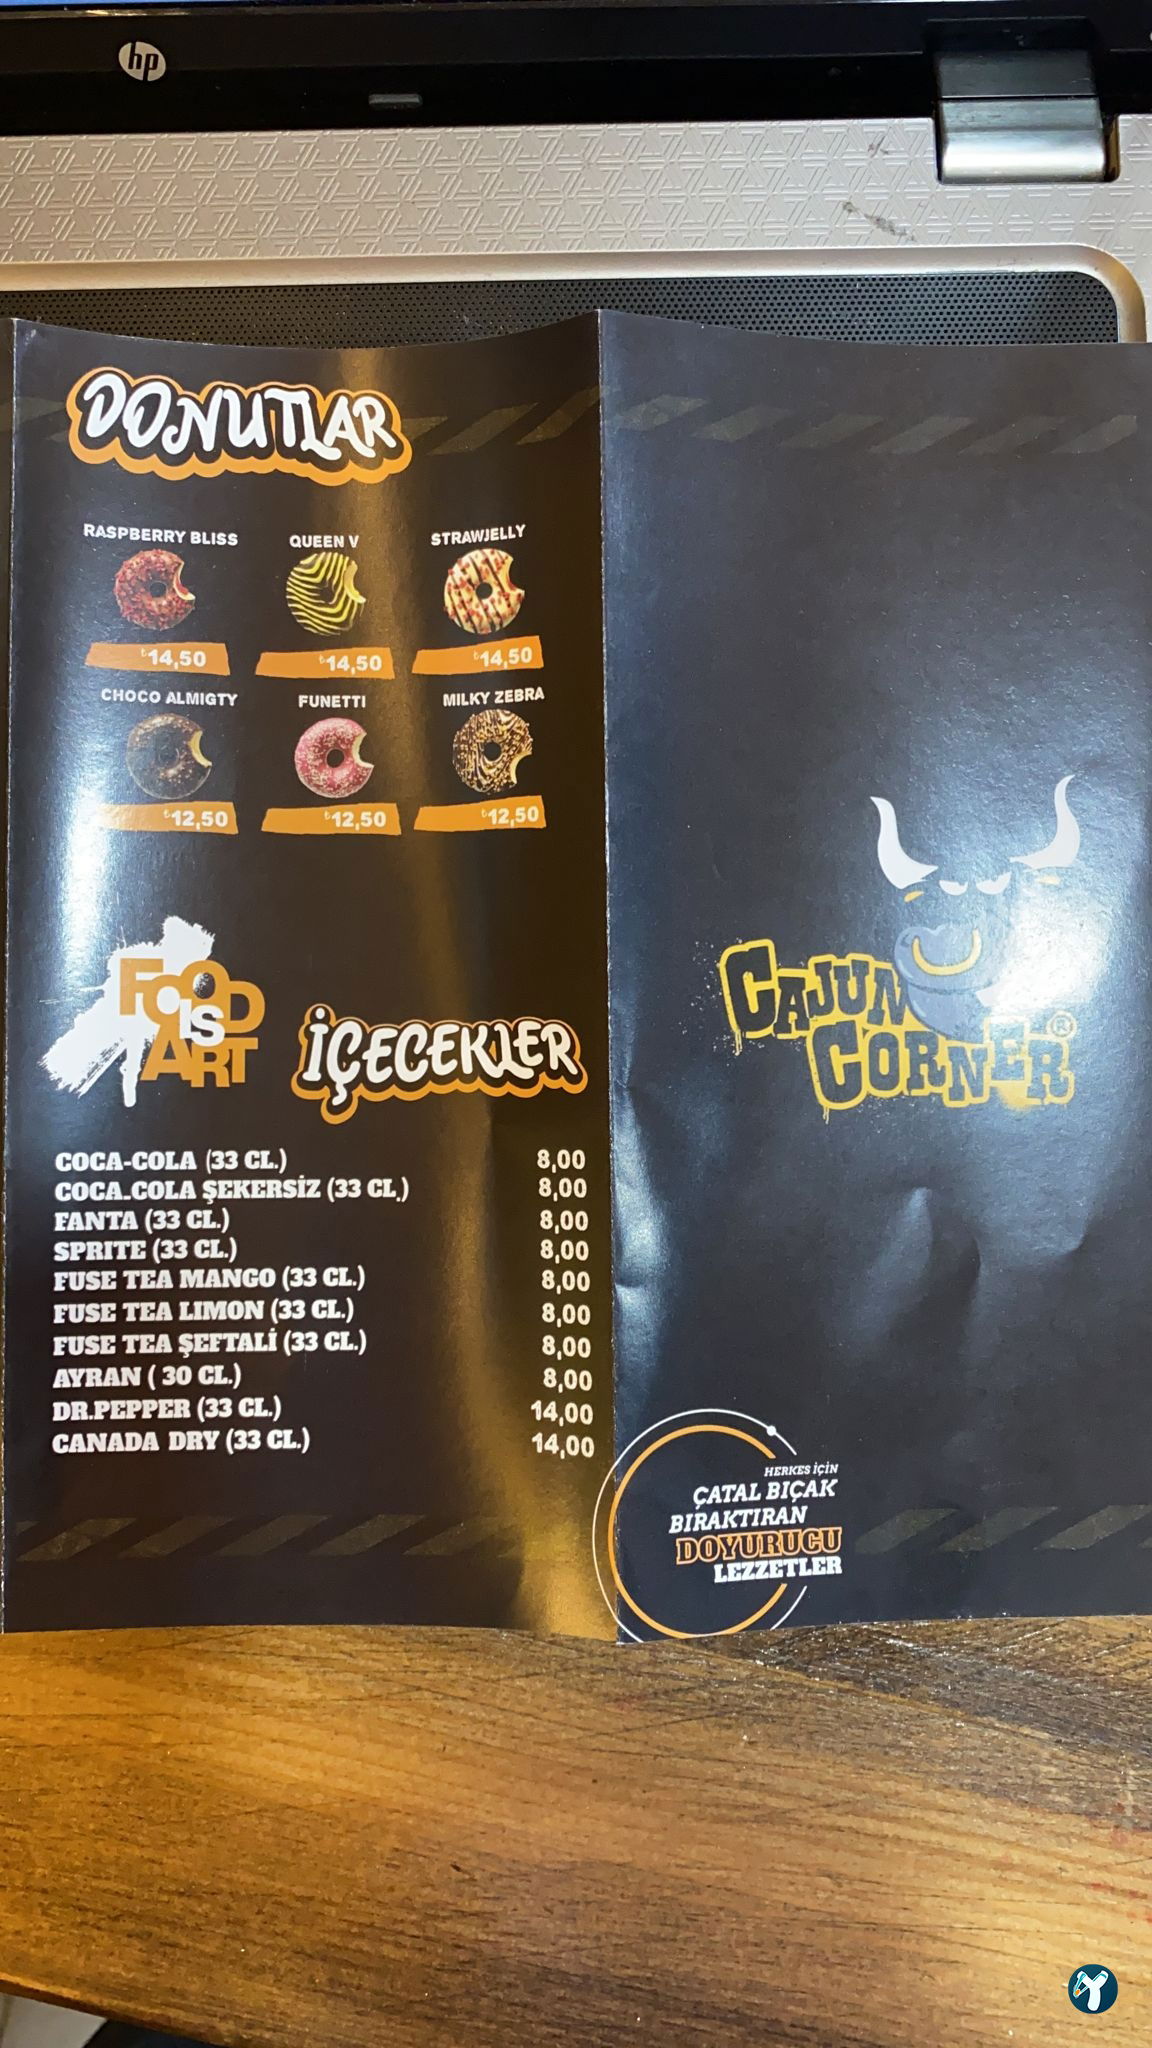 hp
DONUTLAR
RASPBERRY BLISS
QUEEN V
STRAWJELLY
₺14,50
₺14,50
₺14,50
CHOCO ALMIGTY
FUNETTI
MILKY ZEBRA
₺12,50
₺12,50
₺12,50
FOOD
IS
ART
İÇECEKLER
COCA-COLA (33 CL.) 8,00
COCA.COLA ŞEKERSİZ (33 CL.) 8,00
FANTA (33 CL.) 8,00
SPRITE (33 CL.) 8,00
FUSE TEA MANGO (33 CL.) 8,00
FUSE TEA LIMON (33 CL.) 8,00
FUSE TEA ŞEFTALİ (33 CL.) 8,00
AYRAN ( 30 CL.) 8,00
DR.PEPPER (33 CL.) 14,00
CANADA DRY (33 CL.) 14,00
CAJUN
CORNER®
HERKES İÇİN
ÇATAL BIÇAK
BIRAKTIRAN
DOYURUCU
LEZZETLER